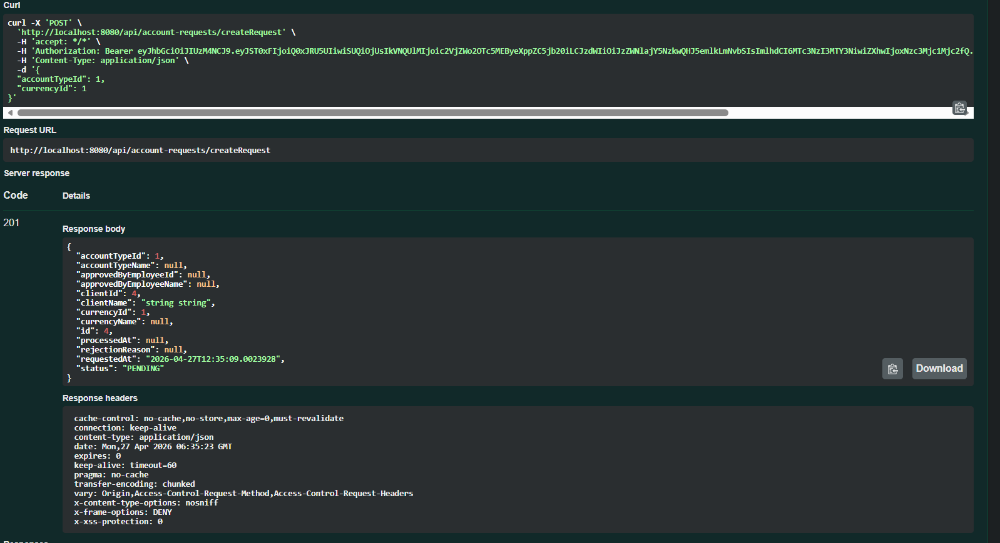 Curl
curl -X 'POST' \
'http://localhost:8080/api/account-requests/createRequest' \
-H 'accept: */*' \
-H 'Authorization: Bearer eyJhbGciOiJIUzM4NCJ9.eyJST0xFIjoiQ0xJRU5UIiwiSUQiOjUsIkVNQUlMIjoic2VjZWo2OTc5MEByeXppZC5jb20iLCJzdWIiOiJzZWNlajY5NzkwQHJ5emlkLmNvbSIsImlhdCI6MTc3NzI3MTY3NiwiZXhwIjoxNzc3Mjc1Mjc2fQ.
-H 'Content-Type: application/json' \
-d '{
"accountTypeId": 1,
"currencyId": 1
}'
Request URL
http://localhost:8080/api/account-requests/createRequest
Server response
Code Details
201
Response body
{
"accountTypeId": 1,
"accountTypeName": null,
"approvedByEmployeeId": null,
"approvedByEmployeeName": null,
"clientId": 4,
"clientName": "string string",
"currencyId": 1,
"currencyName": null,
"id": 4,
"processedAt": null,
"rejectionReason": null,
"requestedAt": "2026-04-27T12:35:09.0023928",
"status": "PENDING"
}
Download
Response headers
cache-control: no-cache,no-store,max-age=0,must-revalidate
connection: keep-alive
content-type: application/json
date: Mon,27 Apr 2026 06:35:23 GMT
expires: 0
keep-alive: timeout=60
pragma: no-cache
transfer-encoding: chunked
vary: Origin,Access-Control-Request-Method,Access-Control-Request-Headers
x-content-type-options: nosniff
x-frame-options: DENY
x-xss-protection: 0
Responses